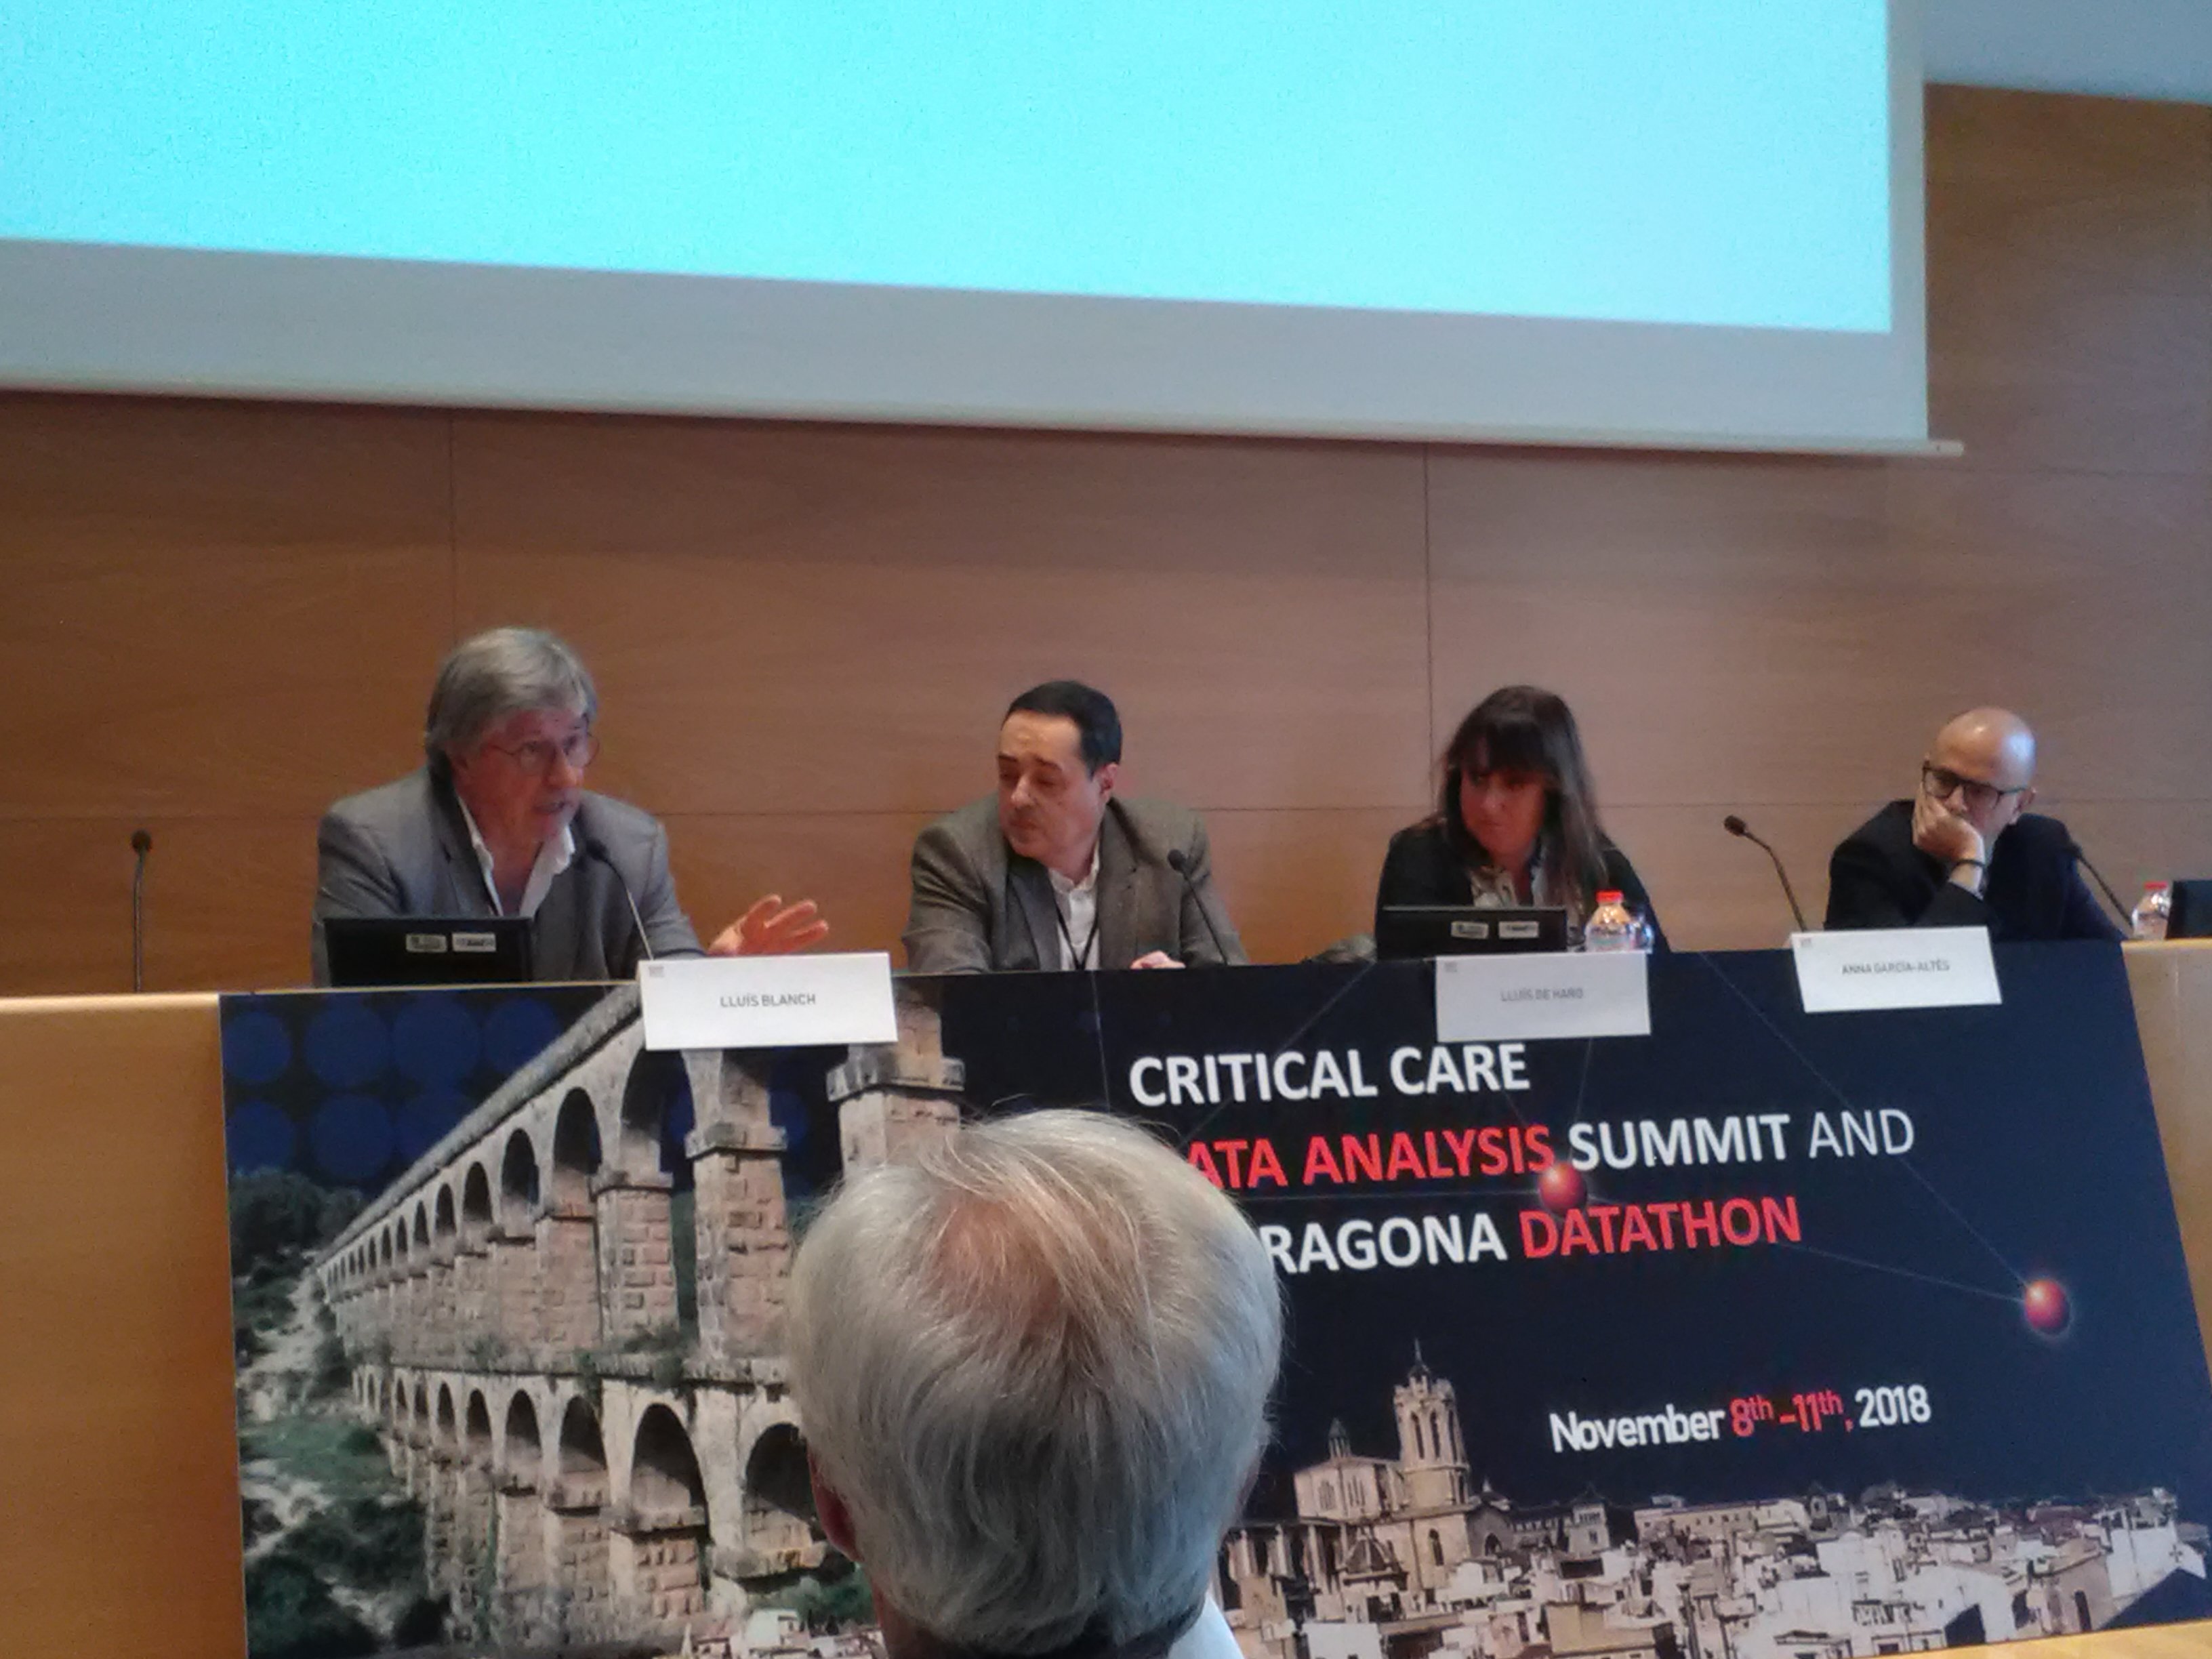 LLUÍS BLANCH
LLUÍS DE HARO
ANNA GARCÍA-ALTÉS
CRITICAL CARE
ATA ANALYSIS SUMMIT AND
RAGONA DATATHON
November 8th-11th, 2018